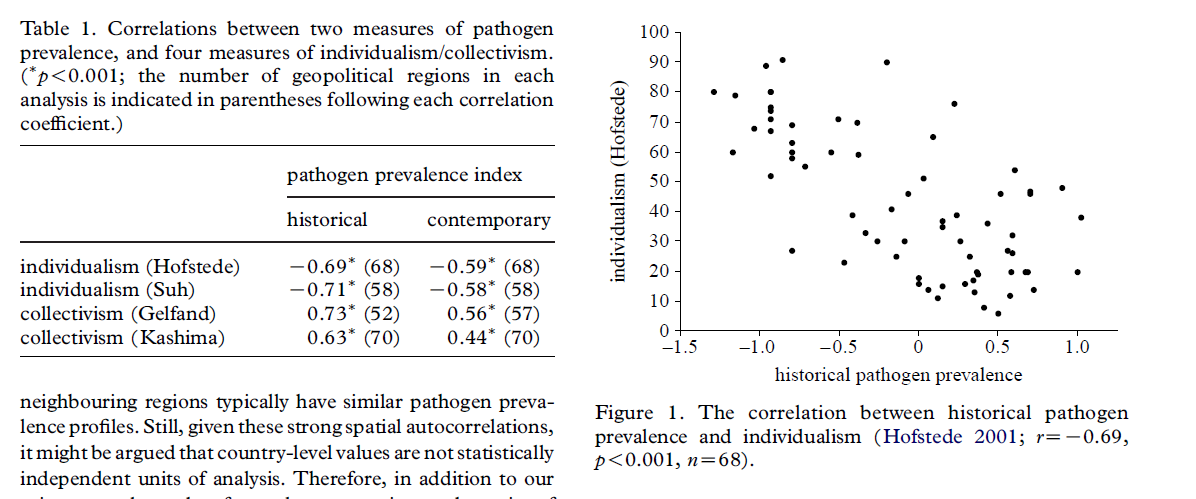 Table 1. Correlations between two measures of pathogen
prevalence, and four measures of individualism/collectivism.
(*p<0.001; the number of geopolitical regions in each
analysis is indicated in parentheses following each correlation
coefficient.)
pathogen prevalence index
historical contemporary
individualism (Hofstede) −0.69* (68) −0.59* (68)
individualism (Suh) −0.71* (58) −0.58* (58)
collectivism (Gelfand) 0.73* (52) 0.56* (57)
collectivism (Kashima) 0.63* (70) 0.44* (70)
neighbouring regions typically have similar pathogen preva-
lence profiles. Still, given these strong spatial autocorrelations,
it might be argued that country-level values are not statistically
independent units of analysis. Therefore, in addition to our
individualism (Hofstede)
100
90
80
70
60
50
40
30
20
10
0
−1.5 −1.0 −0.5 0 0.5 1.0
historical pathogen prevalence
Figure 1. The correlation between historical pathogen
prevalence and individualism (Hofstede 2001; r=−0.69,
p<0.001, n=68).